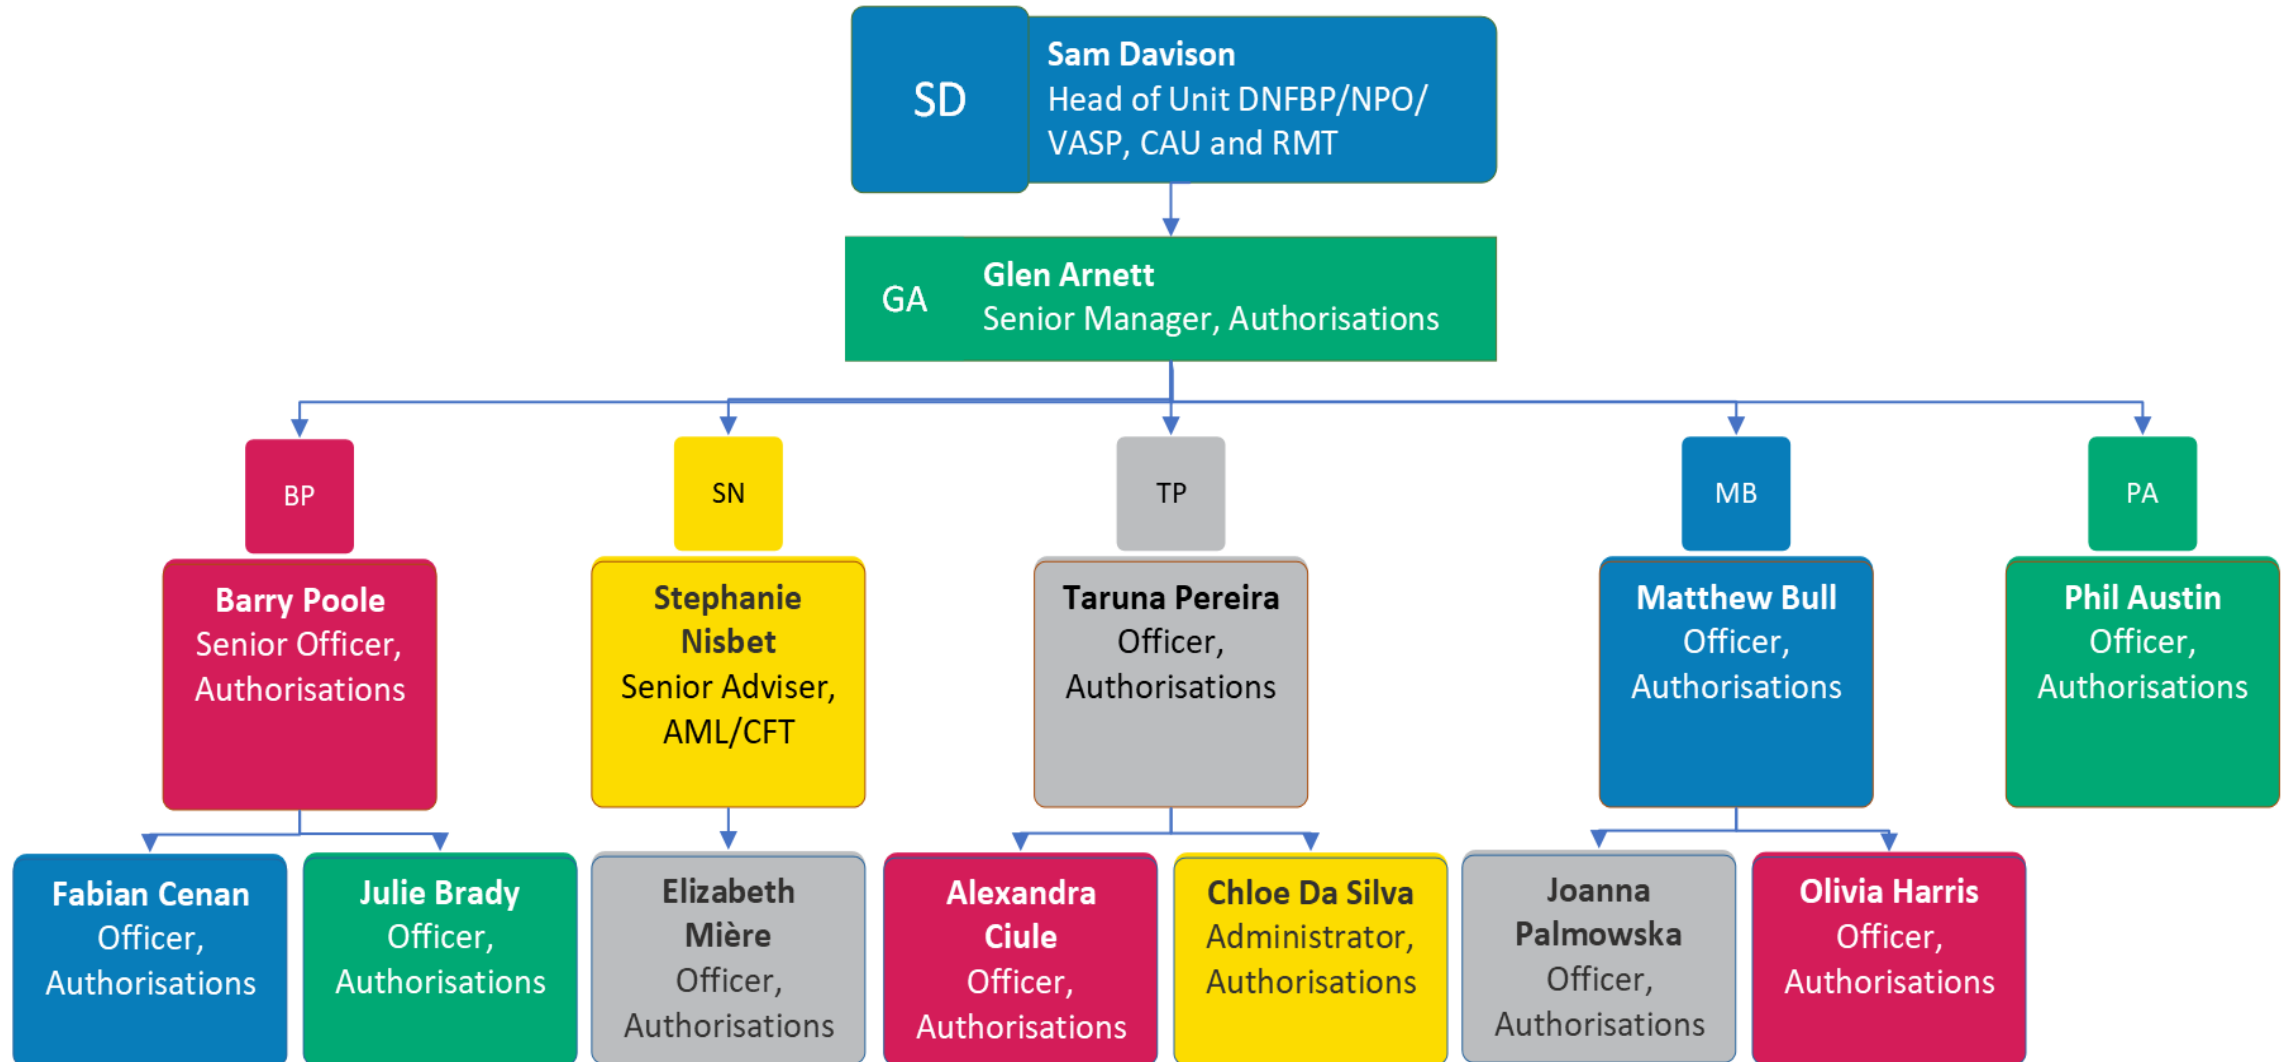 SD
Sam Davison
Head of Unit DNFBP/NPO/
VASP, CAU and RMT
GA
Glen Arnett
Senior Manager, Authorisations
BP
SN
TP
MB
PA
Barry Poole
Senior Officer,
Authorisations
Stephanie
Nisbet
Senior Adviser,
AML/CFT
Taruna Pereira
Officer,
Authorisations
Matthew Bull
Officer,
Authorisations
Phil Austin
Officer,
Authorisations
Fabian Cenan
Officer,
Authorisations
Julie Brady
Officer,
Authorisations
Elizabeth
Mière
Officer,
Authorisations
Alexandra
Ciule
Officer,
Authorisations
Chloe Da Silva
Administrator,
Authorisations
Joanna
Palmowska
Officer,
Authorisations
Olivia Harris
Officer,
Authorisations